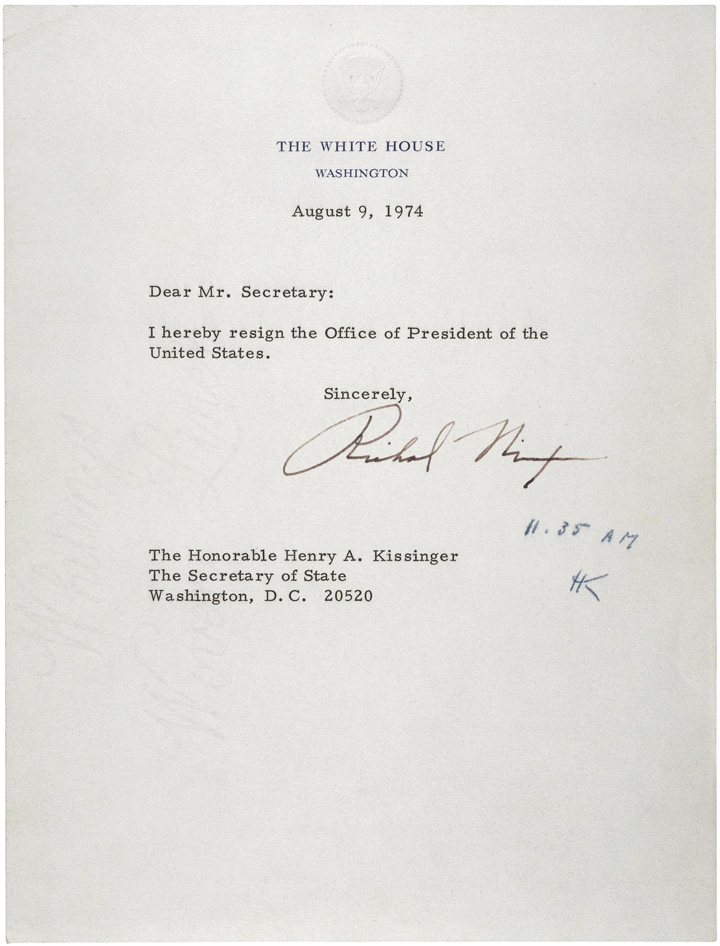 THE WHITE HOUSE
WASHINGTON
August 9, 1974
Dear Mr. Secretary:
I hereby resign the Office of President of the
United States.
Sincerely,
Richard Nixon
11.35 AM
HK
The Honorable Henry A. Kissinger
The Secretary of State
Washington, D. C. 20520